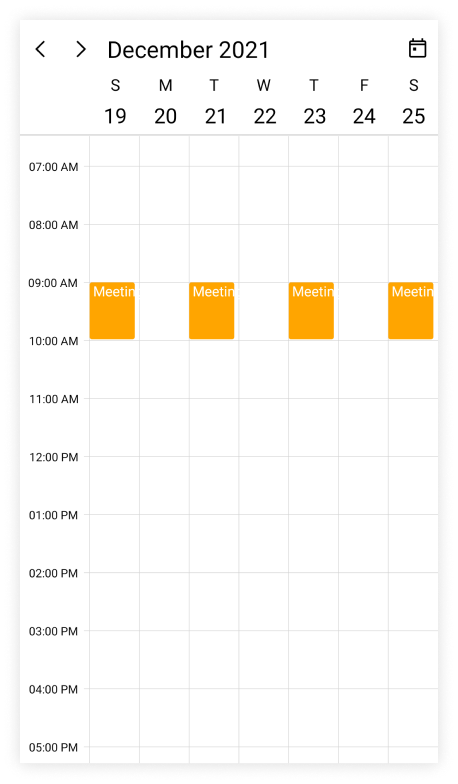 December 2021
S M T W T F S
19 20 21 22 23 24 25
07:00 AM
08:00 AM
09:00 AM
Meetin Meetin Meetin Meetin
10:00 AM
11:00 AM
12:00 PM
01:00 PM
02:00 PM
03:00 PM
04:00 PM
05:00 PM